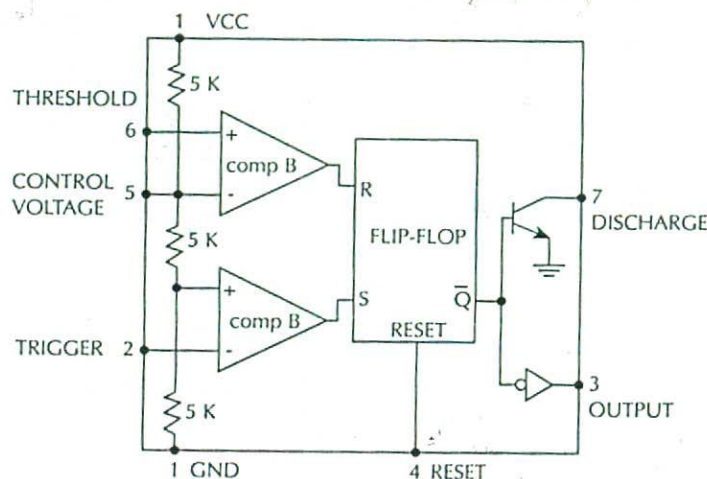 1 VCC
5 K
THRESHOLD
6
+
comp B
-
R
CONTROL
VOLTAGE
5
7
DISCHARGE
FLIP-FLOP
5 K
+
comp B
-
S
Q̅
TRIGGER 2
RESET
3
OUTPUT
5 K
1 GND
4 RESET